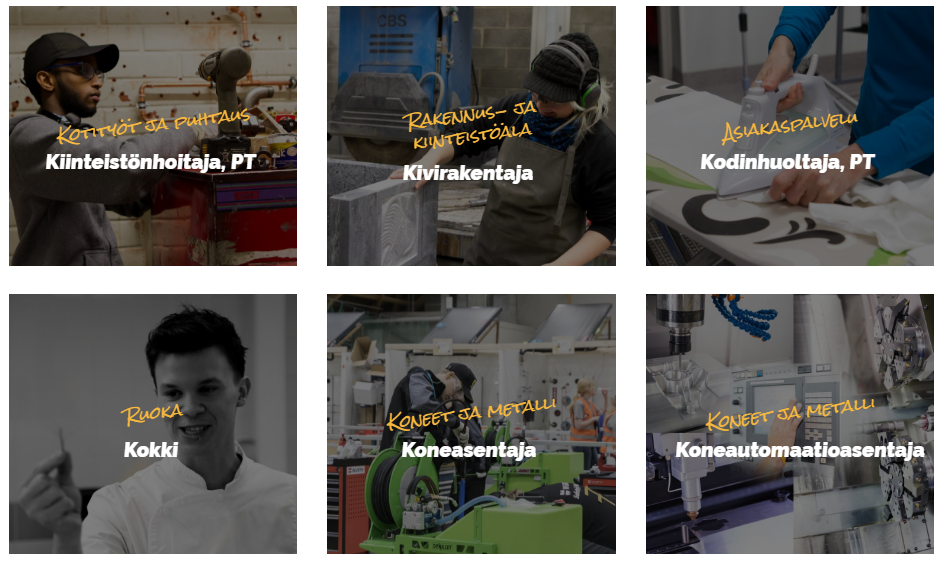 Kotityöt ja puhtaus
Kiinteistönhoitaja, PT
CBS
Rakennus- ja
kiinteistöala
Kivirakentaja
Asiakaspalvelu
Kodinhuoltaja, PT
Ruoka
Kokki
Koneet ja metalli
Koneasentaja
Koneet ja metalli
Koneautomaatioasentaja